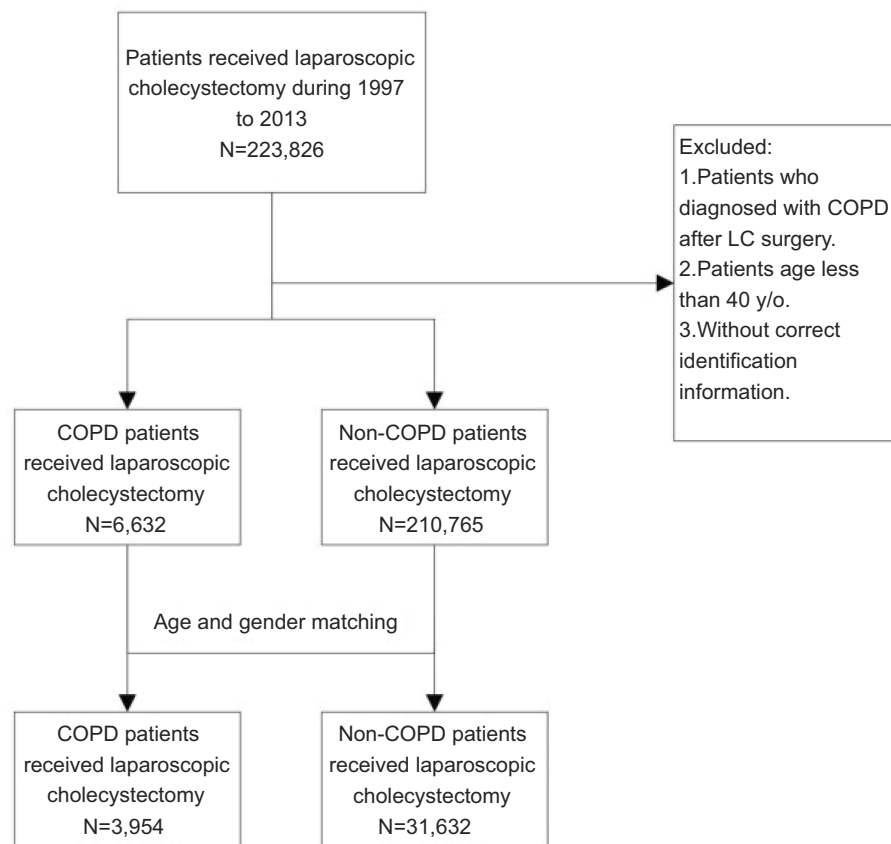 Patients received laparoscopic
cholecystectomy during 1997
to 2013
N=223,826
Excluded:
1.Patients who
diagnosed with COPD
after LC surgery.
2.Patients age less
than 40 y/o.
3.Without correct
identification
information.
COPD patients
received laparoscopic
cholecystectomy
N=6,632
Non-COPD patients
received laparoscopic
cholecystectomy
N=210,765
Age and gender matching
COPD patients
received laparoscopic
cholecystectomy
N=3,954
Non-COPD patients
received laparoscopic
cholecystectomy
N=31,632